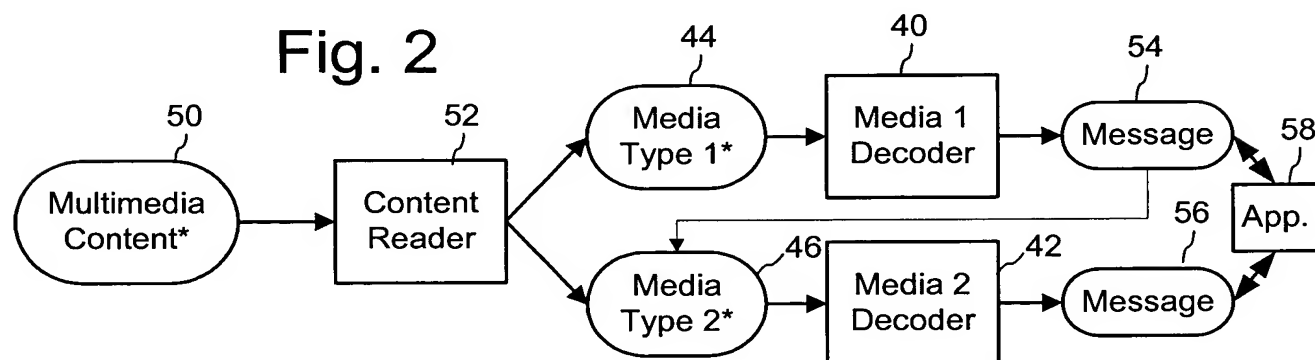 Fig. 2
50
Multimedia
Content*
52
Content
Reader
44
Media
Type 1*
40
Media 1
Decoder
54
Message
58
App.
46
Media
Type 2*
42
Media 2
Decoder
56
Message